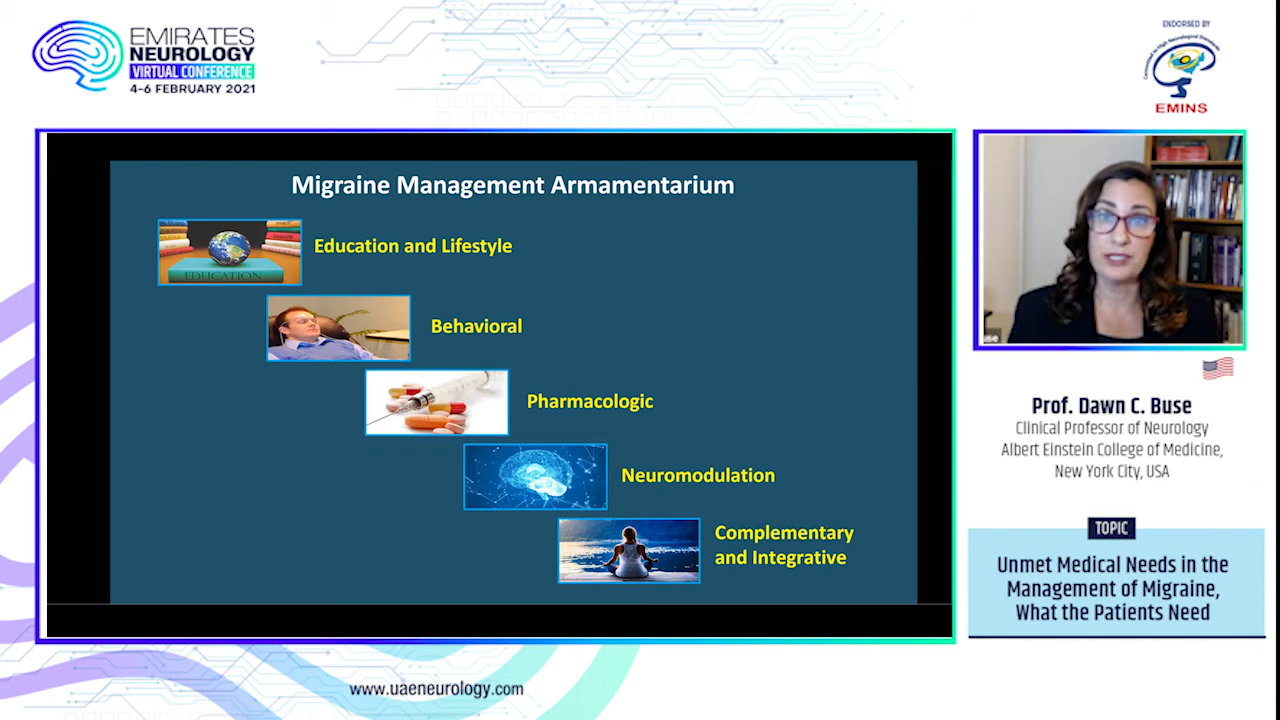 EMIRATES
NEUROLOGY
VIRTUAL CONFERENCE
4-6 FEBRUARY 2021
ENDORSED BY
EMINS
Migraine Management Armamentarium
EDUCATION
Education and Lifestyle
Behavioral
Pharmacologic
Neuromodulation
Complementary
and Integrative
Prof. Dawn C. Buse
Clinical Professor of Neurology
Albert Einstein College of Medicine,
New York City, USA
TOPIC
Unmet Medical Needs in the
Management of Migraine,
What the Patients Need
www.uaeneurology.com